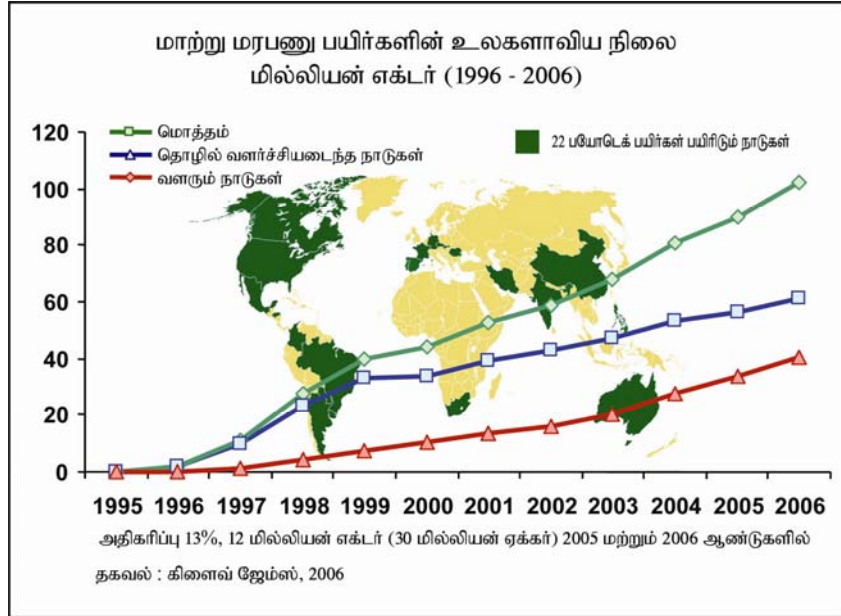 மாற்று மரபணு பயிர்களின் உலகளாவிய நிலை
மில்லியன் எக்டர் (1996 - 2006)
120
100
80
60
40
20
0
மொத்தம்
தொழில் வளர்ச்சியடைந்த நாடுகள்
வளரும் நாடுகள்
22 பயோடெக் பயிர்கள் பயிரிடும் நாடுகள்
1995 1996 1997 1998 1999 2000 2001 2002 2003 2004 2005 2006
அதிகரிப்பு 13%, 12 மில்லியன் எக்டர் (30 மில்லியன் ஏக்கர்) 2005 மற்றும் 2006 ஆண்டுகளில்
தகவல் : கிளைவ் ஜேம்ஸ், 2006